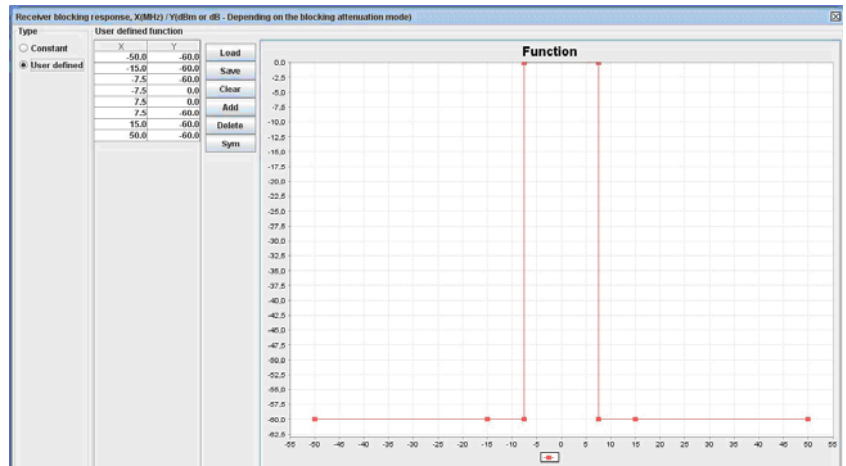 Receiver blocking response, X(MHz) / Y(dBm or dB - Depending on the blocking attenuation mode)
Type
Constant
User defined
User defined function
X Y
-50.0 -60.0
-15.0 -60.0
-7.5 -60.0
-7.5 0.0
7.5 0.0
7.5 -60.0
15.0 -60.0
50.0 -60.0
Load
Save
Clear
Add
Delete
Sym
Function
0,0
-2,5
-5,0
-7,5
-10,0
-12,5
-15,0
-17,5
-20,0
-22,5
-25,0
-27,5
-30,0
-32,5
-35,0
-37,5
-40,0
-42,5
-45,0
-47,5
-50,0
-52,5
-55,0
-57,5
-60,0
-62,5
-55 -50 -45 -40 -35 -30 -25 -20 -15 -10 -5 0 5 10 15 20 25 30 35 40 45 50 55